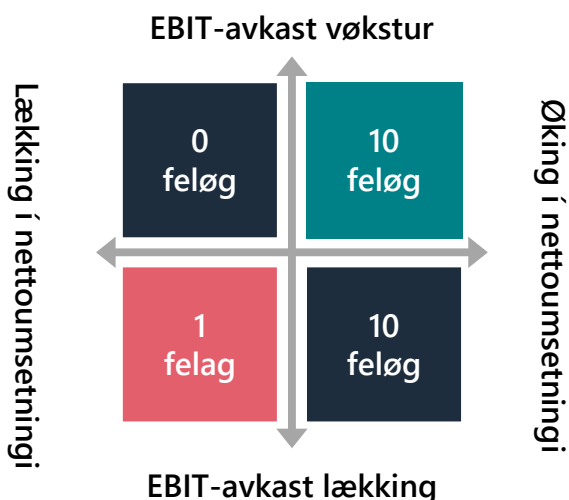 EBIT-avkast vøkstur
Lækking í nettoumsetningi
0
feløg
10
feløg
Øking í nettoumsetningi
1
felag
10
feløg
EBIT-avkast lækking